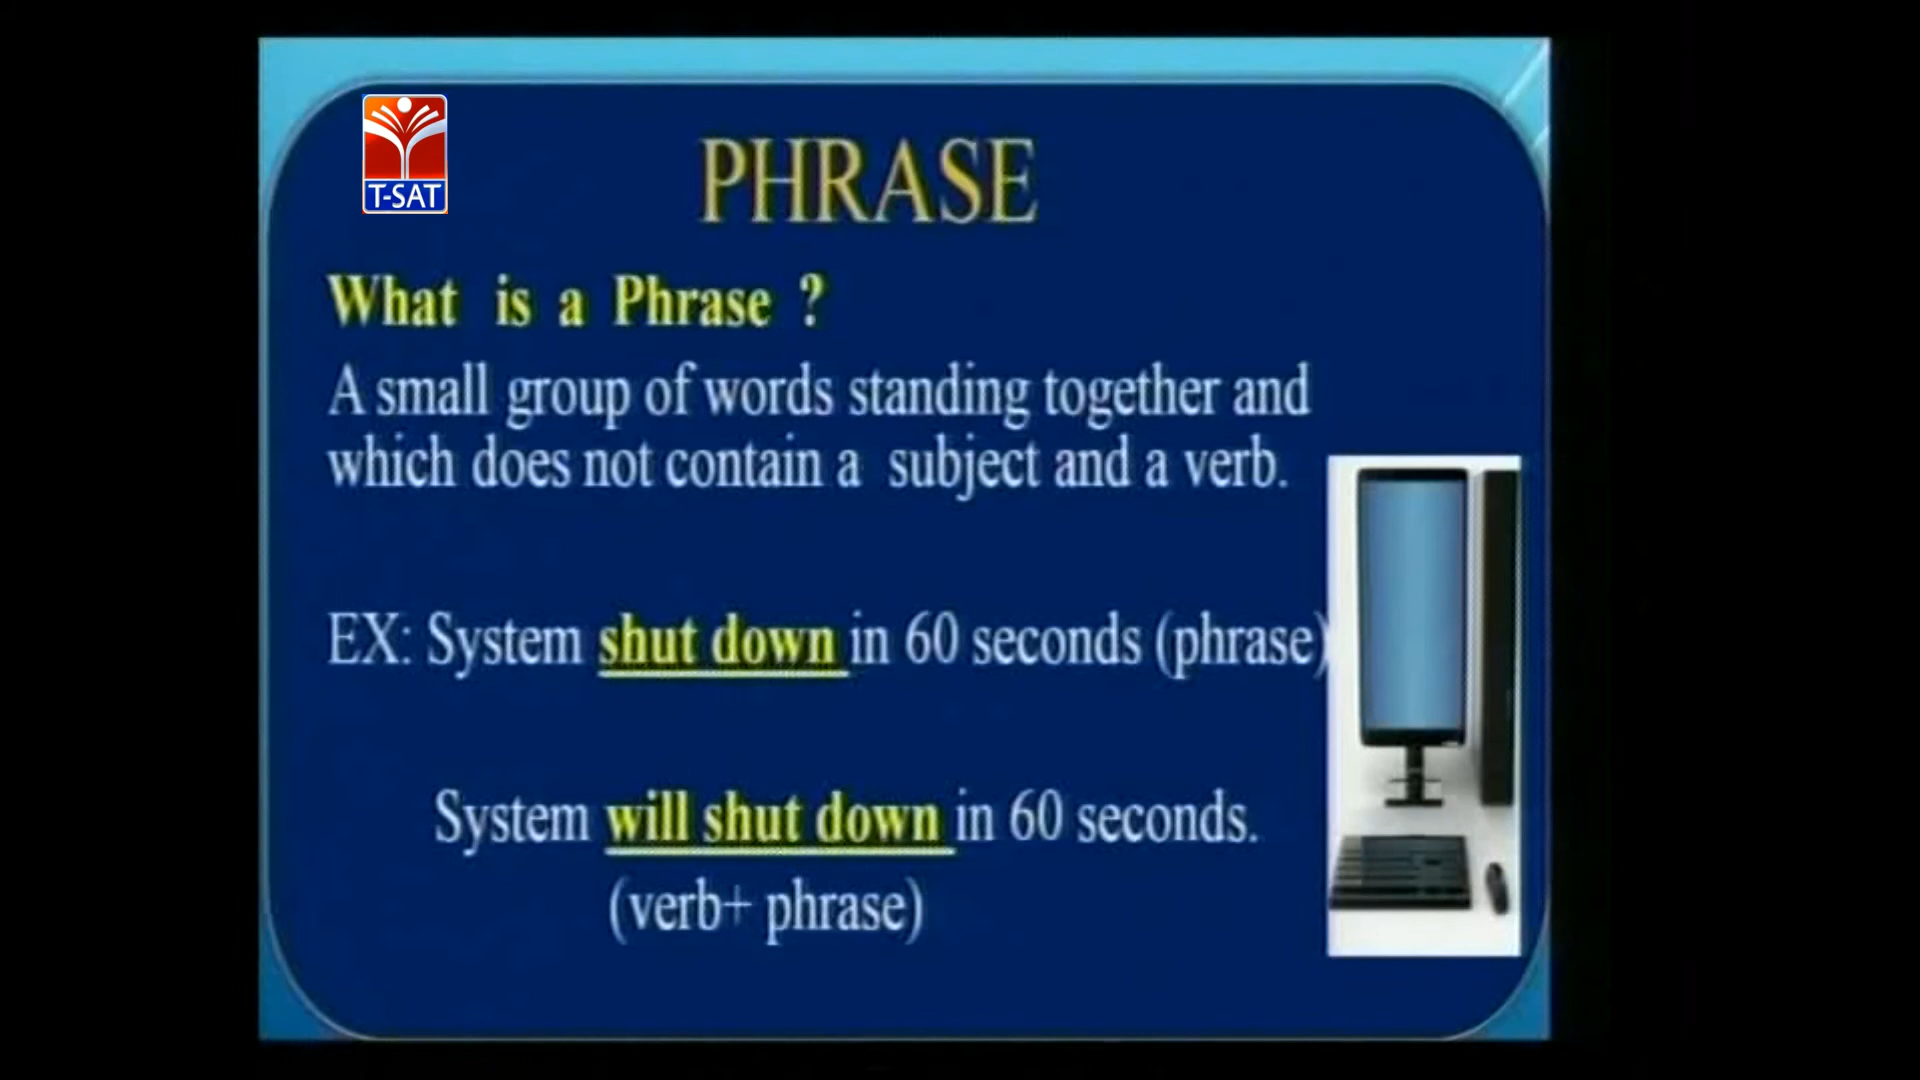 T-SAT
PHRASE
What is a Phrase ?
A small group of words standing together and
which does not contain a subject and a verb.
EX: System shut down in 60 seconds (phrase)
System will shut down in 60 seconds.
(verb+ phrase)